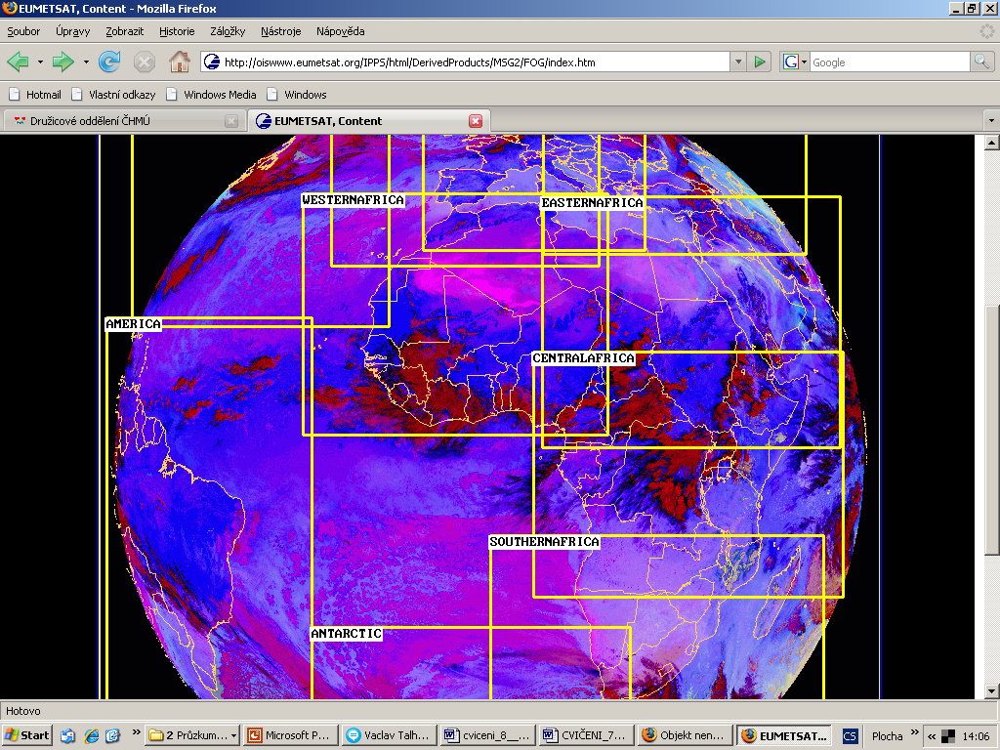 EUMETSAT, Content - Mozilla Firefox
Soubor Úpravy Zobrazit Historie Záložky Nástroje Nápověda
http://oiswww.eumetsat.org/IPPS/html/DerivedProducts/MSG2/FOG/index.htm
G Google
Hotmail Vlastní odkazy Windows Media Windows
Družicové oddělení ČHMÚ EUMETSAT, Content
WESTERNAFRICA
EASTERNAFRICA
AMERICA
CENTRALAFRICA
SOUTHERNAFRICA
ANTARCTIC
Hotovo
Start » 2 Průzkum... Microsoft P... Vaclav Talh... cviceni_8__... CVIČENI_7... Objekt nen... EUMETSAT... CS Plocha » « 14:06